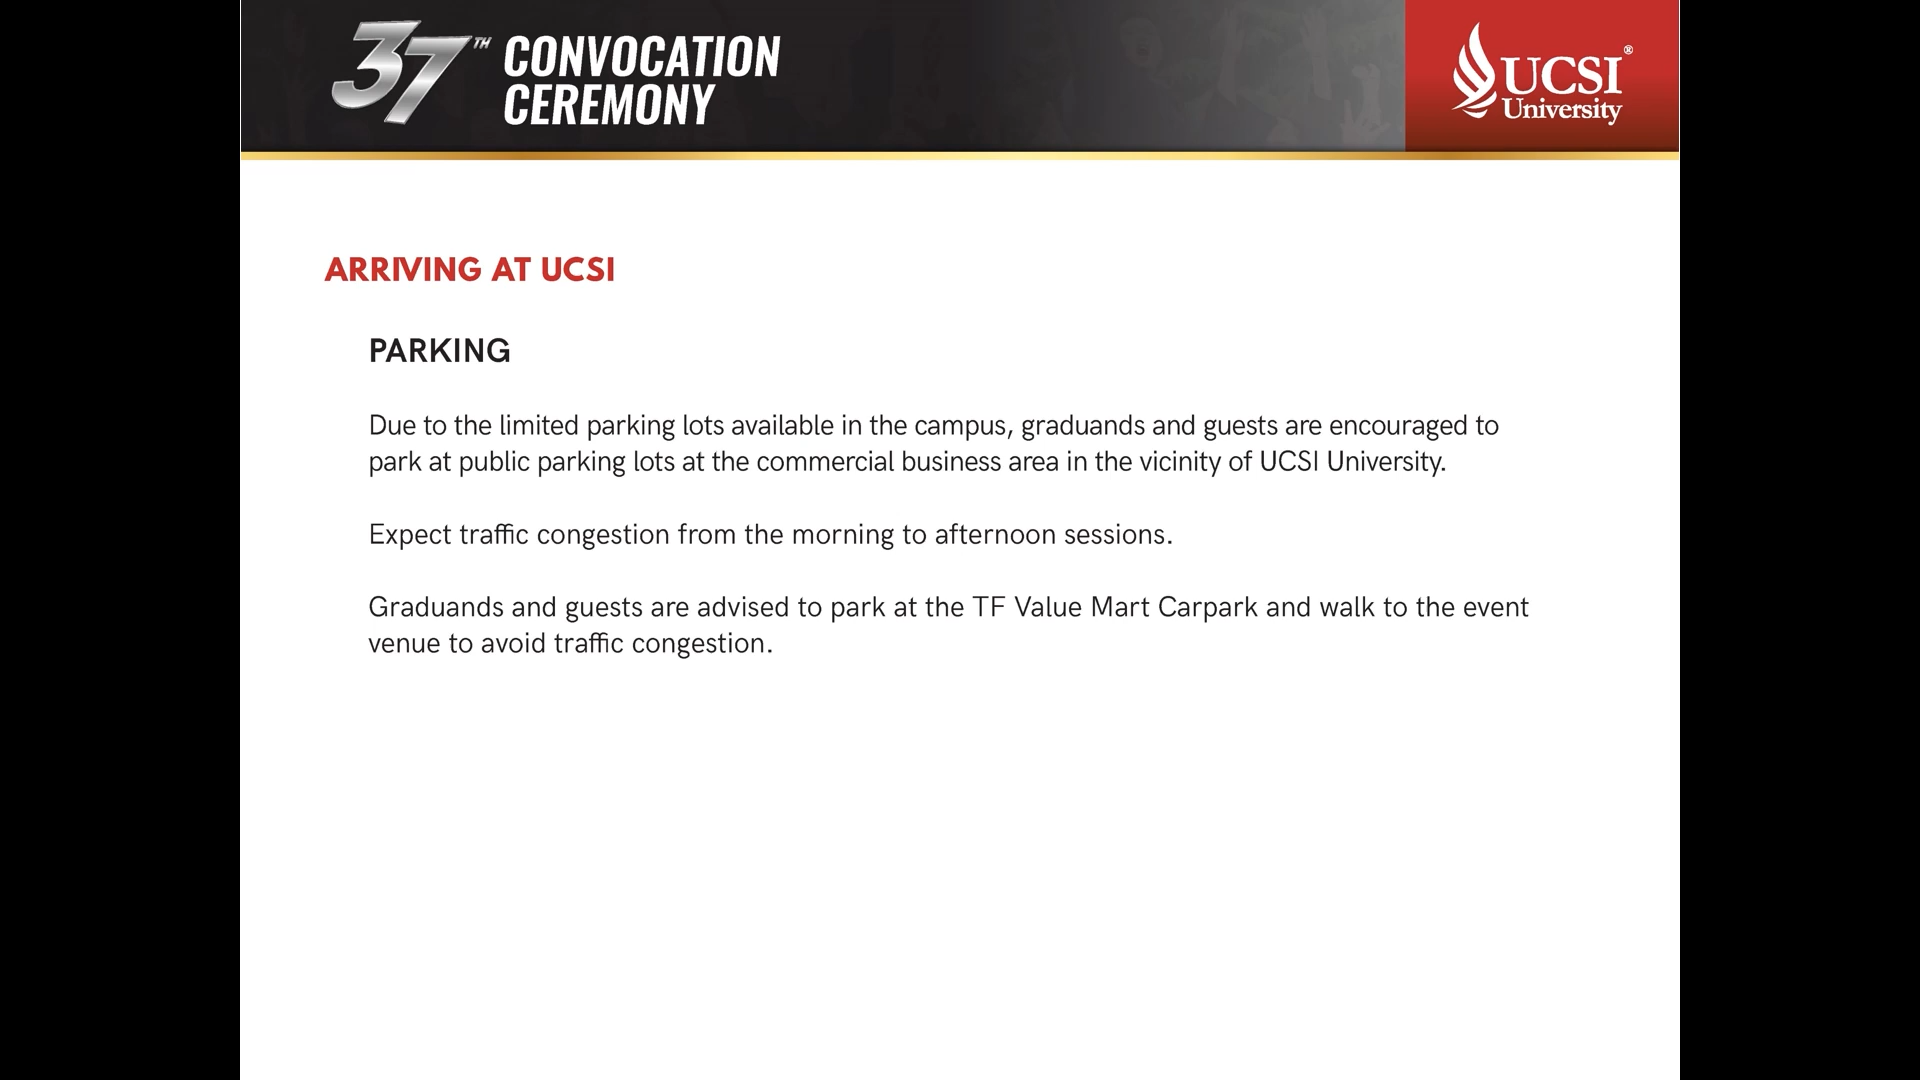 37TH CONVOCATION
CEREMONY
UCSI®
University
ARRIVING AT UCSI
PARKING
Due to the limited parking lots available in the campus, graduands and guests are encouraged to
park at public parking lots at the commercial business area in the vicinity of UCSI University.
Expect traffic congestion from the morning to afternoon sessions.
Graduands and guests are advised to park at the TF Value Mart Carpark and walk to the event
venue to avoid traffic congestion.